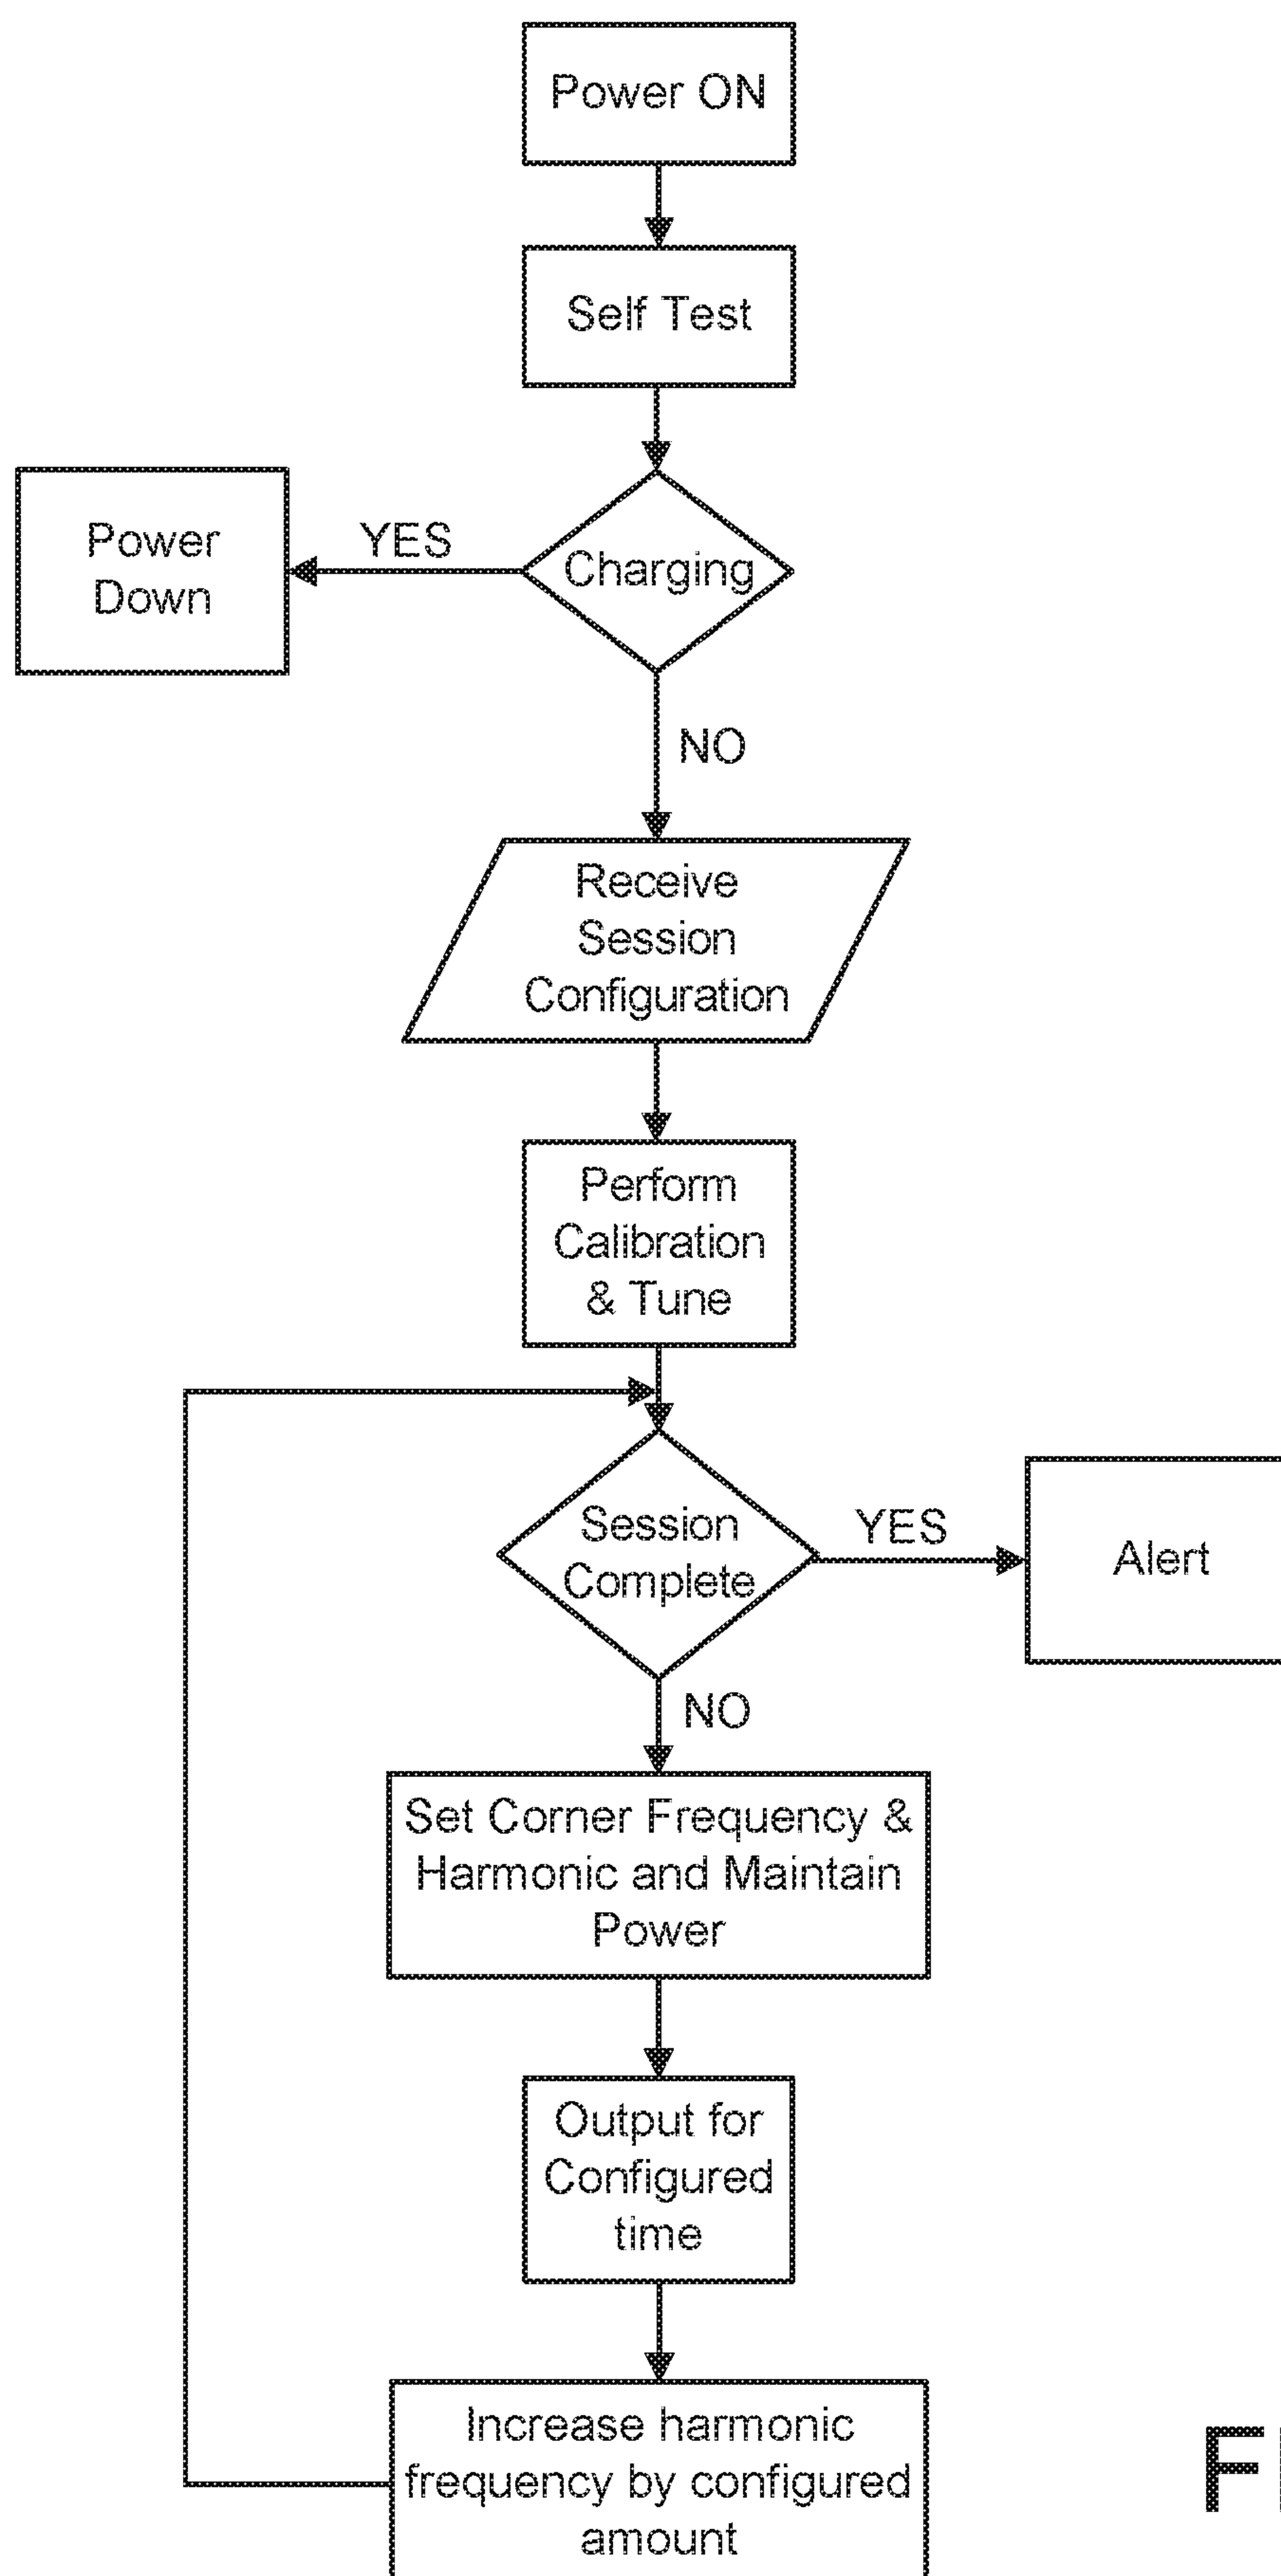 Power ON
Self Test
Charging
YES
Power
Down
NO
Receive
Session
Configuration
Perform
Calibration
& Tune
Session
Complete
YES
Alert
NO
Set Corner Frequency &
Harmonic and Maintain
Power
Output for
Configured
time
Increase harmonic
frequency by configured
amount